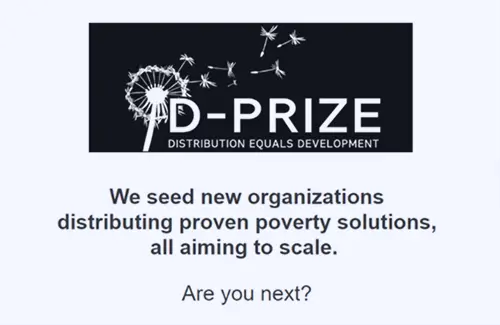 D-PRIZE
DISTRIBUTION EQUALS DEVELOPMENT
We seed new organizations
distributing proven poverty solutions,
all aiming to scale.
Are you next?